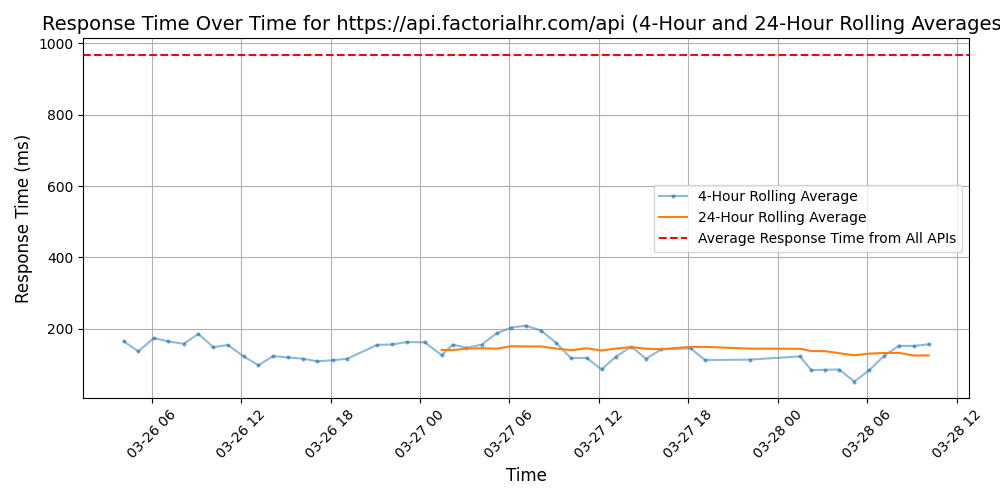 Response Time Over Time for https://api.factorialhr.com/api (4-Hour and 24-Hour Rolling Averages
Response Time (ms)
1000
800
600
400
200
4-Hour Rolling Average
24-Hour Rolling Average
Average Response Time from All APIs
03-26 06
03-26 12
03-26 18
03-27 00
03-27 06
03-27 12
03-27 18
03-28 00
03-28 06
03-28 12
Time